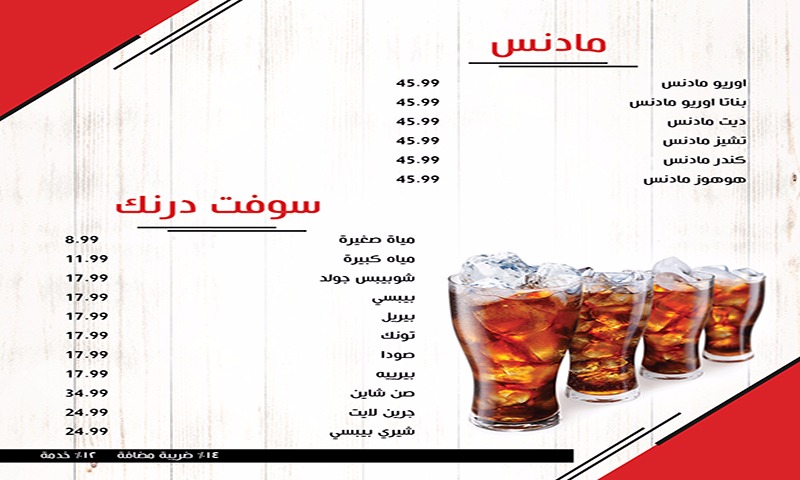 مادنس
اوريو مادنس 45.99
بناتا اوريو مادنس 45.99
ديت مادنس 45.99
تشيز مادنس 45.99
كندر مادنس 45.99
هوهوز مادنس 45.99
سوفت درنك
مياة صغيرة 8.99
مياه كبيرة 11.99
شوبيبس جولد 17.99
بيبسي 17.99
بيريل 17.99
تونك 17.99
صودا 17.99
بيرييه 17.99
صن شاين 34.99
جرين لايت 24.99
شيري بيبسي 24.99
١٤٪ ضريبة مضافة ١٢٪ خدمة